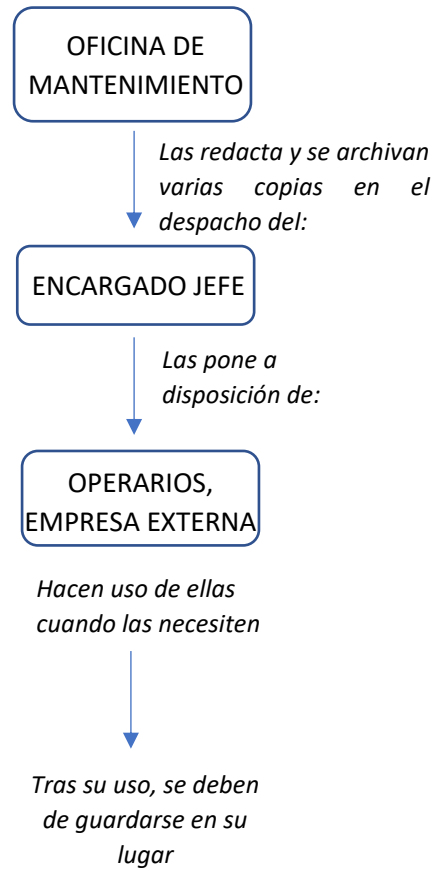 OFICINA DE
MANTENIMIENTO
Las redacta y se archivan
varias copias en el
despacho del:
ENCARGADO JEFE
Las pone a
disposición de:
OPERARIOS,
EMPRESA EXTERNA
Hacen uso de ellas
cuando las necesiten
Tras su uso, se deben
de guardarse en su
lugar